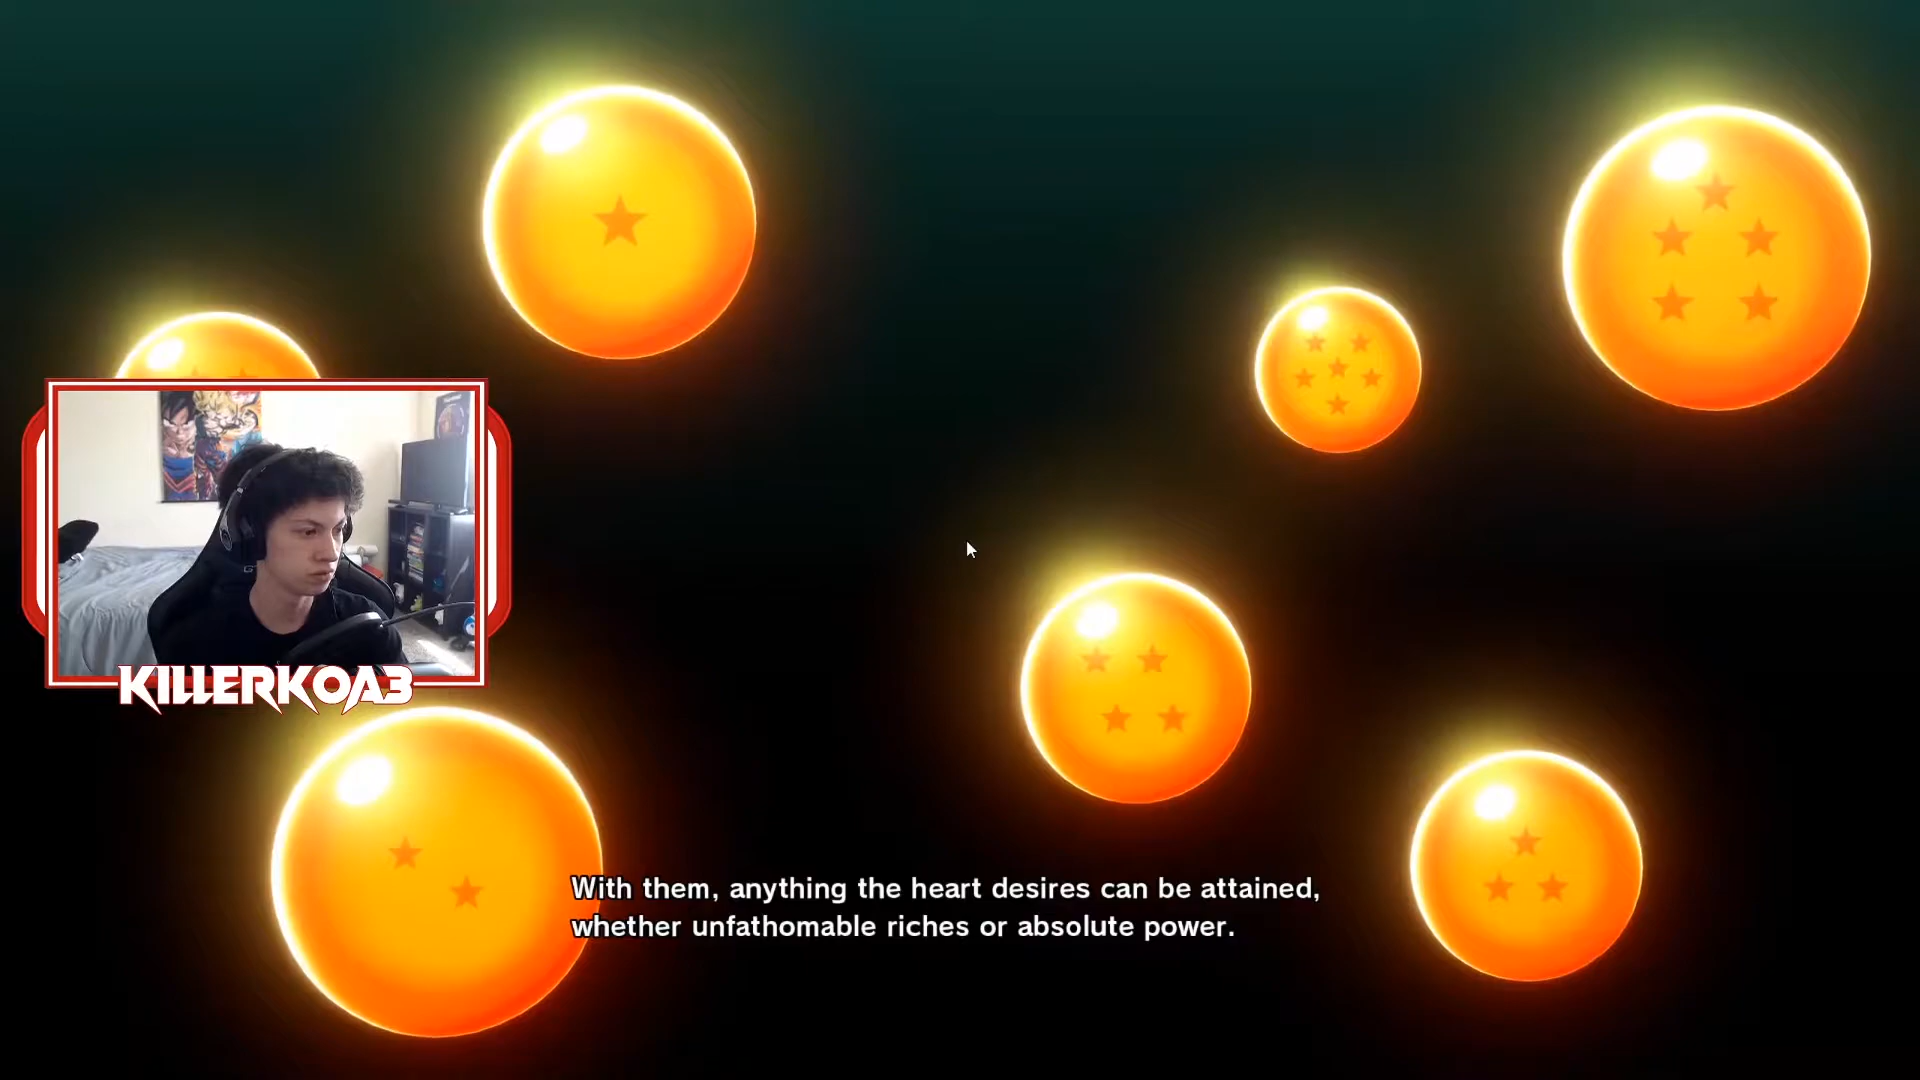 KILLERKOA3
With them, anything the heart desires can be attained,
whether unfathomable riches or absolute power.